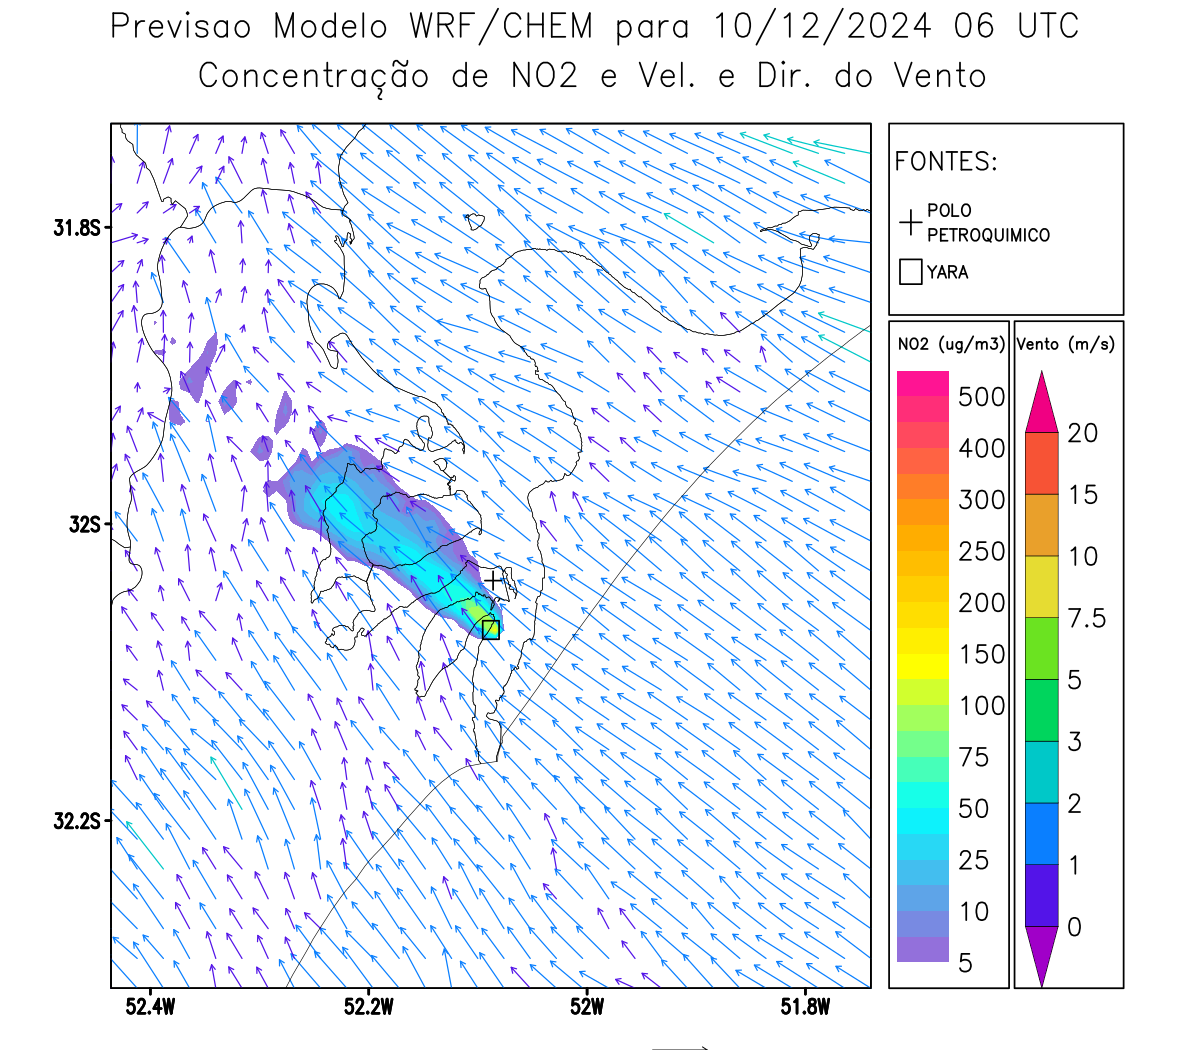 Previsao Modelo WRF/CHEM para 10/12/2024 06 UTC
Concentração de NO2 e Vel. e Dir. do Vento
FONTES:
POLO
PETROQUIMICO
YARA
NO2 (ug/m3)
500
400
300
250
200
150
100
75
50
25
10
5
Vento (m/s)
20
15
10
7.5
5
3
2
1
0
31.8S
32S
32.2S
52.4W
52.2W
52W
51.8W